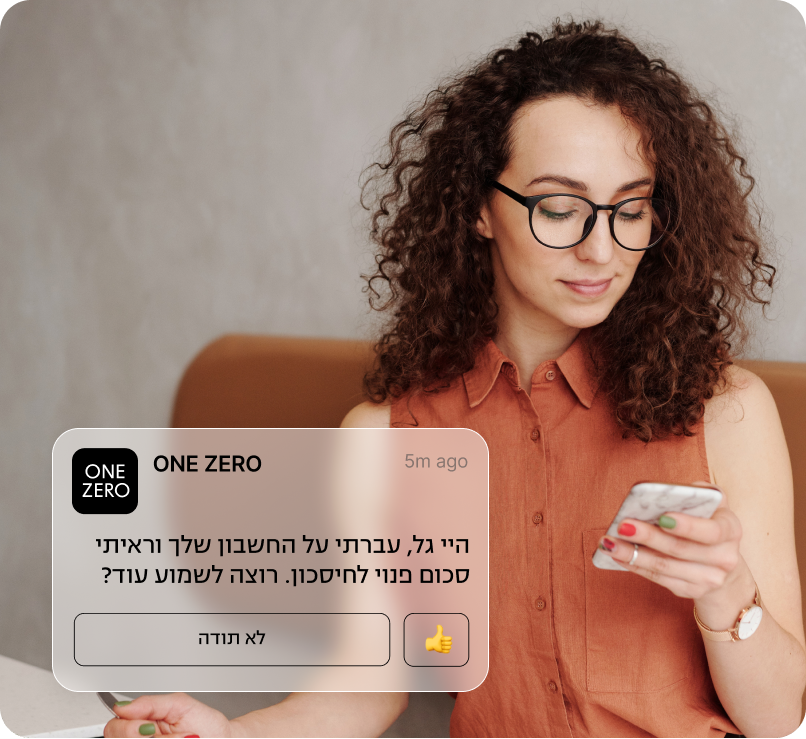 ONE
ZERO
ONE ZERO
5m ago
היי גל, עברתי על החשבון שלך וראיתי
סכום פנוי לחיסכון. רוצה לשמוע עוד?
לא תודה
👍